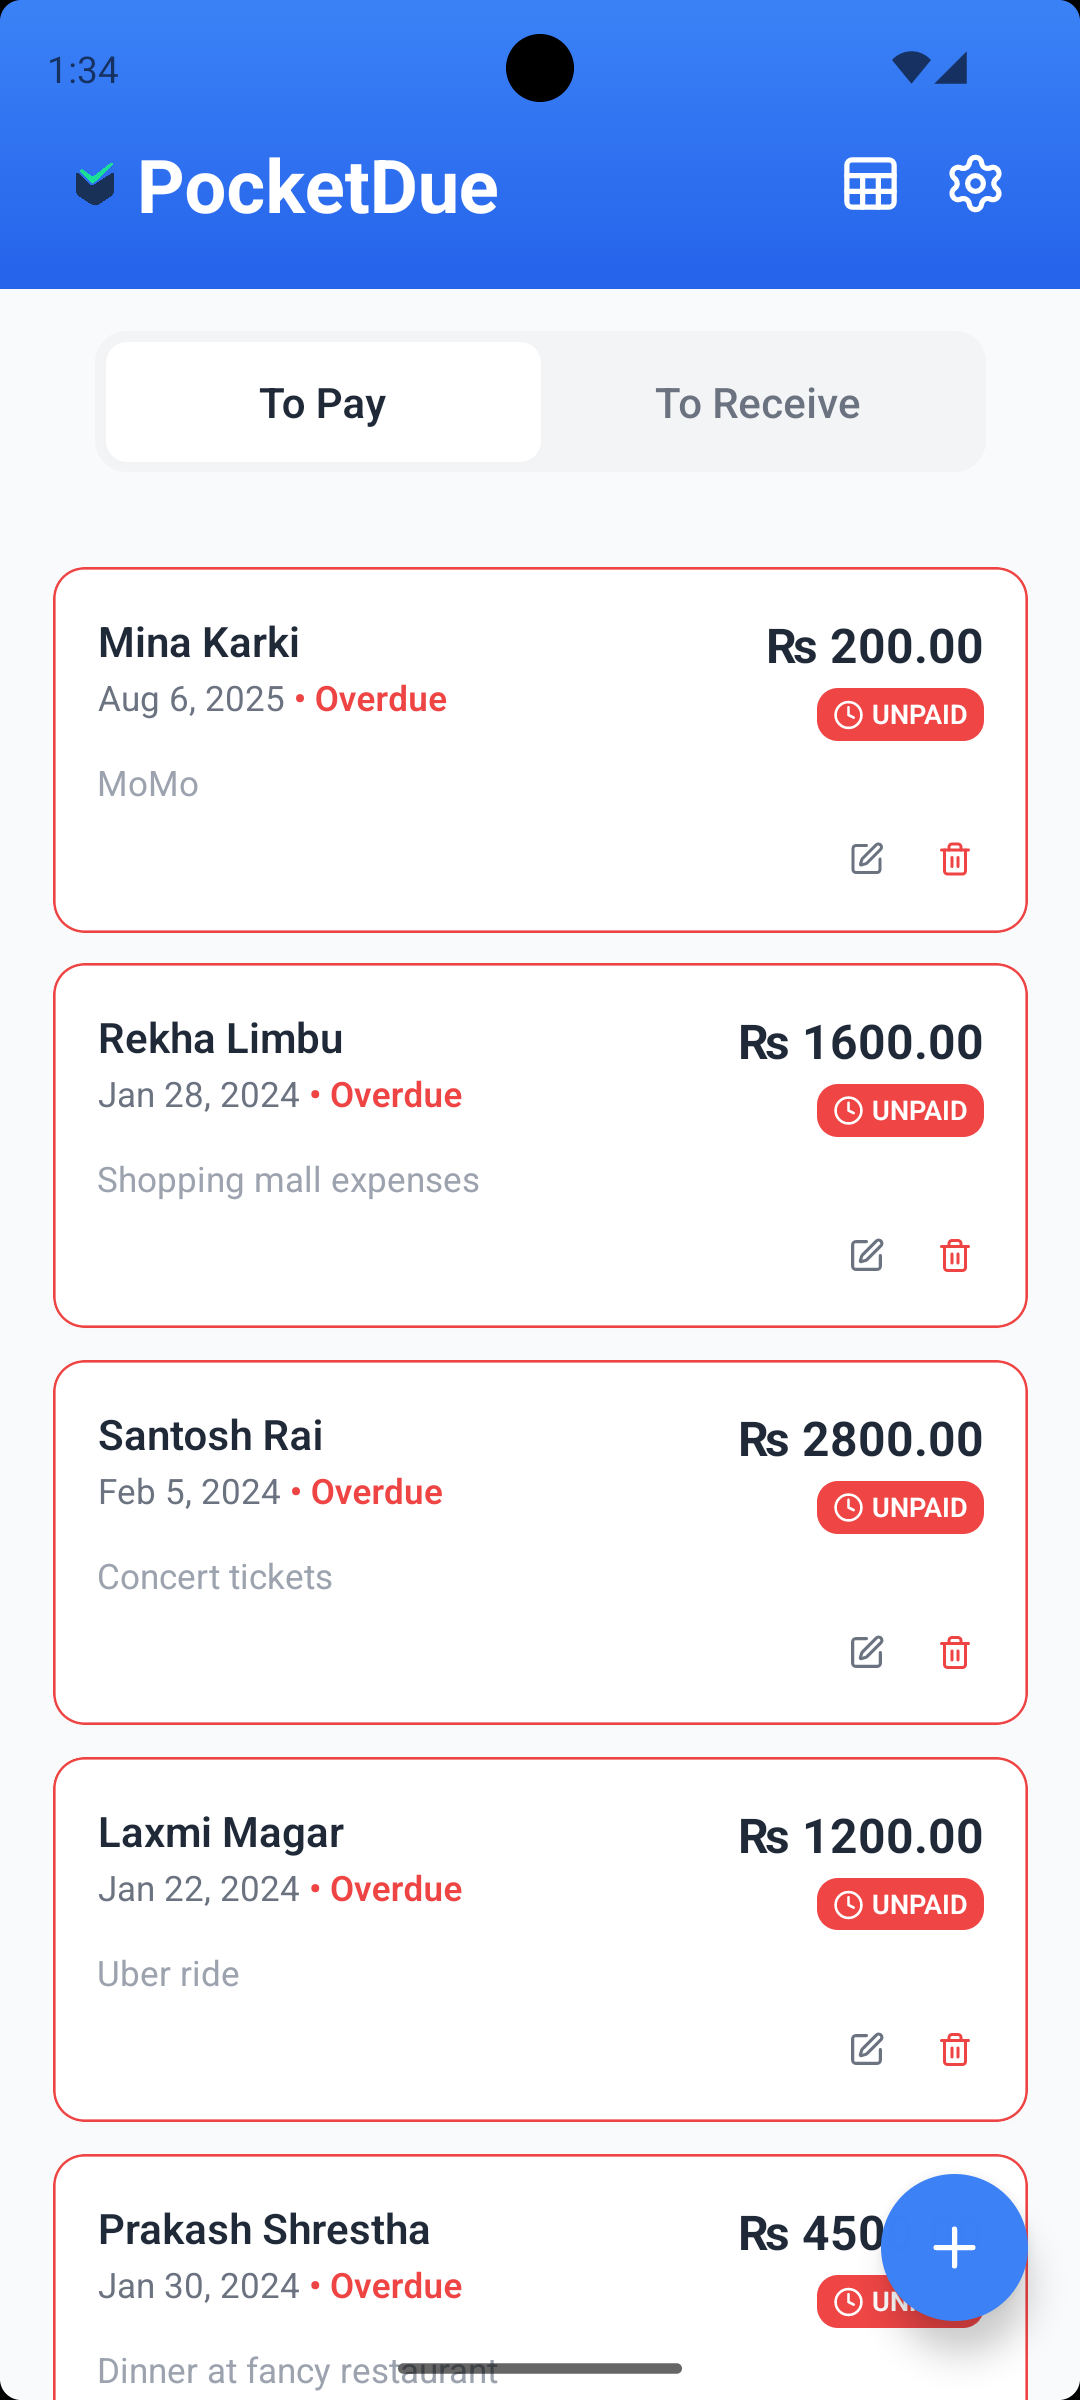 1:34
PocketDue
To Pay
To Receive
Mina Karki
₨ 200.00
Aug 6, 2025 • Overdue
UNPAID
MoMo
Rekha Limbu
₨ 1600.00
Jan 28, 2024 • Overdue
UNPAID
Shopping mall expenses
Santosh Rai
₨ 2800.00
Feb 5, 2024 • Overdue
UNPAID
Concert tickets
Laxmi Magar
₨ 1200.00
Jan 22, 2024 • Overdue
UNPAID
Uber ride
Prakash Shrestha
₨ 450
Jan 30, 2024 • Overdue
Dinner at fancy restaurant